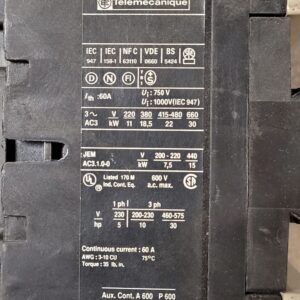 Telemecanique
IEC IEC NFC VDE BS
947 158-1 63110 0660 5424
D N F S
Ith :60A Ui : 750 V
Ui : 1000V(IEC 947)
3~ V 220 380 415-480 660
AC3 kW 11 18,5 22 30
JEM V 200-220 440
AC3.1.0-0 kW 7,5 15
UL Listed 170 M 600 V
Ind. Cont. Eq. a.c. max.
1 ph 3 ph
V 230 200-230 460-575
hp 5 10 30
Continuous current : 60 A
AWG : 3-10 CU 75°C
Torque : 35 lb. in.
Aux. Cont. A 600 P 600